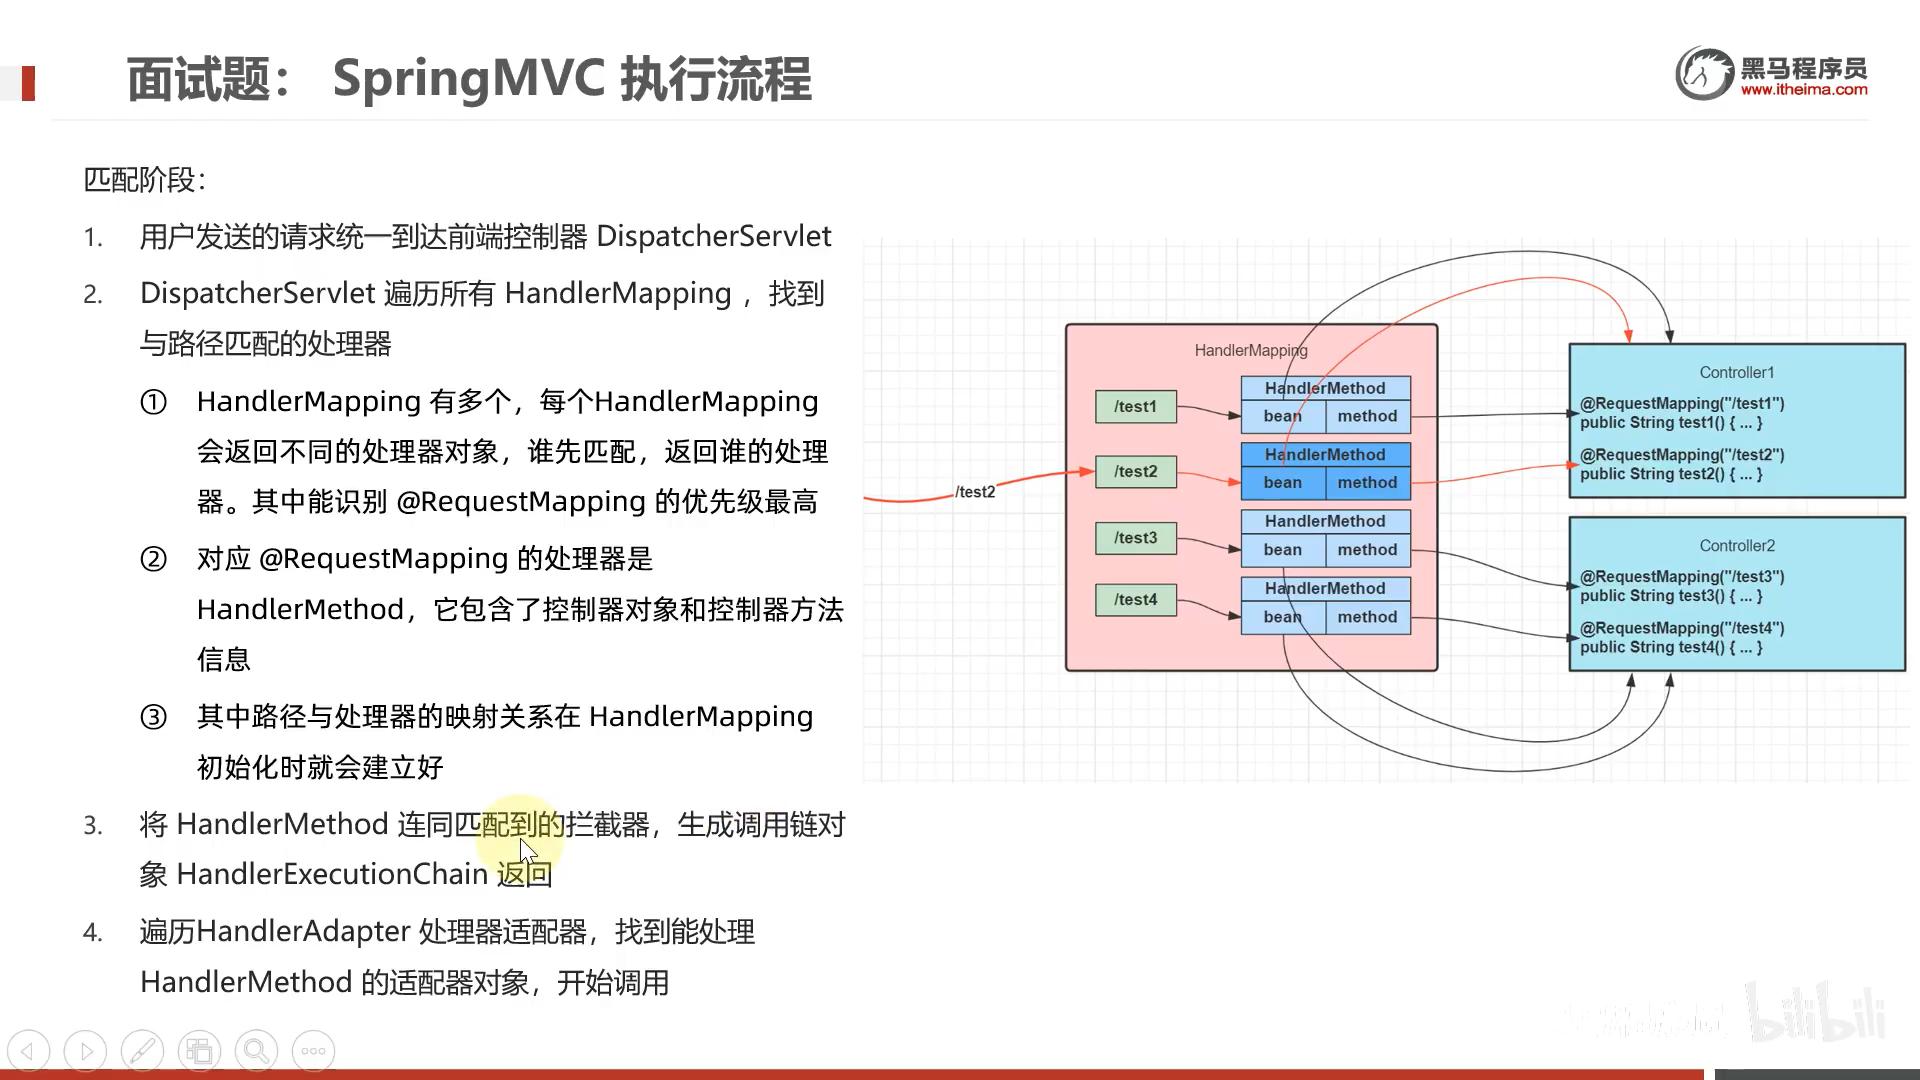 面试题： SpringMVC 执行流程
黑马程序员
www.itheima.com
匹配阶段：
1. 用户发送的请求统一到达前端控制器 DispatcherServlet
2. DispatcherServlet 遍历所有 HandlerMapping ，找到
与路径匹配的处理器
① HandlerMapping 有多个，每个HandlerMapping
会返回不同的处理器对象，谁先匹配，返回谁的处理
器。其中能识别 @RequestMapping 的优先级最高
② 对应 @RequestMapping 的处理器是
HandlerMethod，它包含了控制器对象和控制器方法
信息
③ 其中路径与处理器的映射关系在 HandlerMapping
初始化时就会建立好
3. 将 HandlerMethod 连同匹配到的拦截器，生成调用链对
象 HandlerExecutionChain 返回
4. 遍历HandlerAdapter 处理器适配器，找到能处理
HandlerMethod 的适配器对象，开始调用
/test2
HandlerMapping
/test1
HandlerMethod
bean method
/test2
HandlerMethod
bean method
/test3
HandlerMethod
bean method
/test4
HandlerMethod
bean method
Controller1
@RequestMapping("/test1")
public String test1() { ... }
@RequestMapping("/test2")
public String test2() { ... }
Controller2
@RequestMapping("/test3")
public String test3() { ... }
@RequestMapping("/test4")
public String test4() { ... }
bilibili